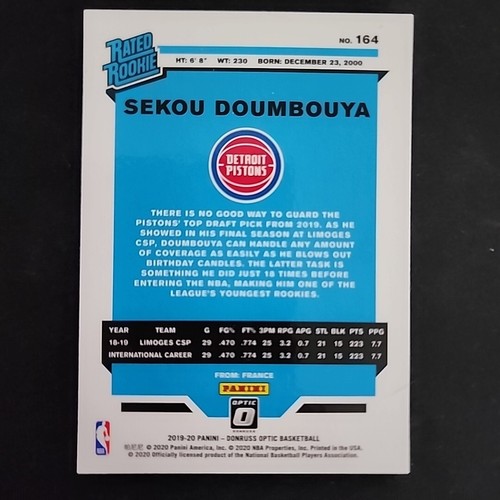 RATED
ROOKIE
NO. 164
HT: 6' 8" WT: 230 BORN: DECEMBER 23, 2000
SEKOU DOUMBOUYA
DETROIT
PISTONS
THERE IS NO GOOD WAY TO GUARD THE
PISTONS' TOP DRAFT PICK FROM 2019. AS HE
SHOWED IN HIS FINAL SEASON AT LIMOGES
CSP, DOUMBOUYA CAN HANDLE ANY AMOUNT
OF COVERAGE AS EASILY AS HE BLOWS OUT
BIRTHDAY CANDLES. THE LATTER TASK IS
SOMETHING HE DID JUST 18 TIMES BEFORE
ENTERING THE NBA, MAKING HIM ONE OF THE
LEAGUE'S YOUNGEST ROOKIES.
YEAR TEAM G FG% FT% 3PM RPG APG STL BLK PTS PPG
18-19 LIMOGES CSP 29 .470 .774 25 3.2 0.7 21 15 223 7.7
INTERNATIONAL CAREER 29 .470 .774 25 3.2 0.7 21 15 223 7.7
FROM: FRANCE
PANINI
OPTIC
DONRUSS
2019-20 PANINI – DONRUSS OPTIC BASKETBALL
© 2020 Panini America, Inc. © 2020 NBA Properties, Inc. Printed in the USA.
© 2020 Officially licensed product of the National Basketball Players Association.